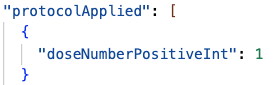 "protocolApplied": [
{
"doseNumberPositiveInt": 1
}